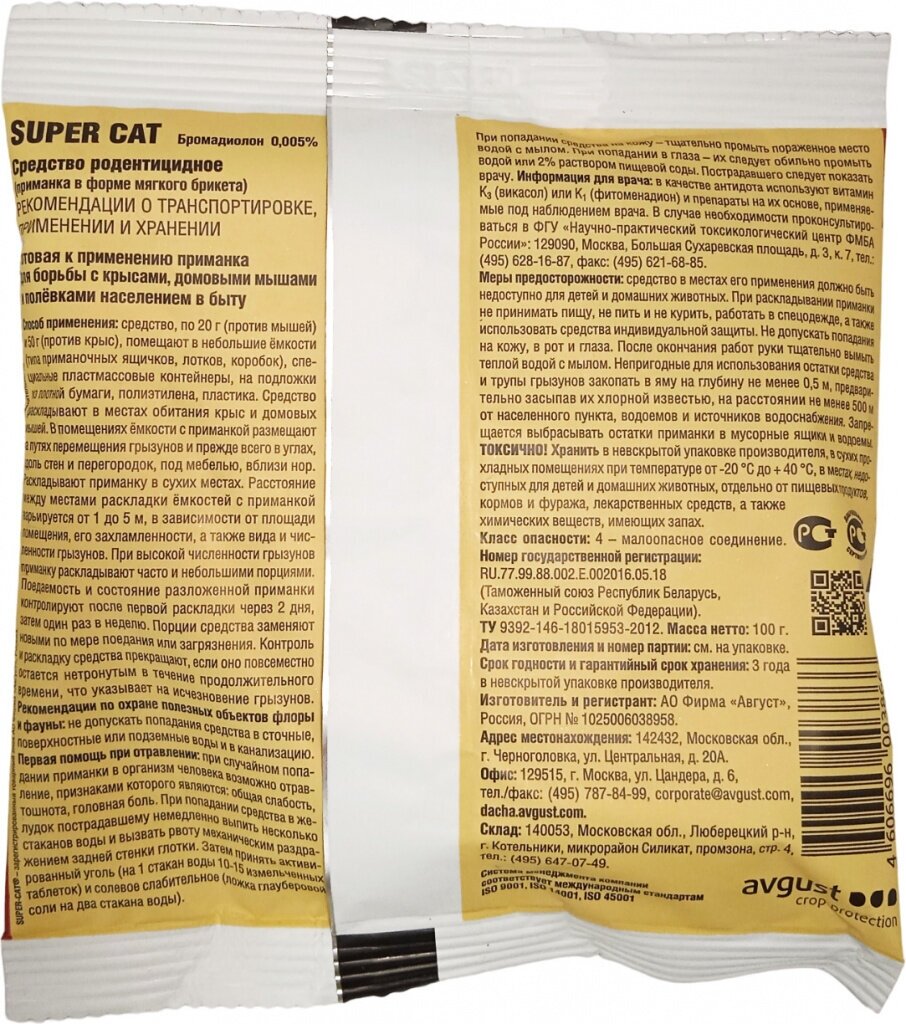 SUPER CAT Бромадиолон 0,005%
Средство родентицидное
(приманка в форме мягкого брикета)
РЕКОМЕНДАЦИИ О ТРАНСПОРТИРОВКЕ,
ПРИМЕНЕНИИ И ХРАНЕНИИ
товая к применению приманка
ля борьбы с крысами, домовыми мышами
и полёвками населением в быту
Способ применения: средство, по 20 г (против мышей)
и 50 г (против крыс), помещают в небольшие ёмкости
(типа приманочных ящичков, лотков, коробок), спе-
циальные пластмассовые контейнеры, на подложки
из плотной бумаги, полиэтилена, пластика. Средство
раскладывают в местах обитания крыс и домовых
мышей. В помещениях ёмкости с приманкой размещают
а путях перемещения грызунов и прежде всего в углах,
доль стен и перегородок, под мебелью, вблизи нор.
Раскладывают приманку в сухих местах. Расстояние
между местами раскладки ёмкостей с приманкой
варьируется от 1 до 5 м, в зависимости от площади
помещения, его захламленности, а также вида и чис-
ленности грызунов. При высокой численности грызунов
приманку раскладывают часто и небольшими порциями.
Поедаемость и состояние разложенной приманки
контролируют после первой раскладки через 2 дня,
затем один раз в неделю. Порции средства заменяют
новыми по мере поедания или загрязнения. Контроль
и раскладку средства прекращают, если оно повсеместно
остается нетронутым в течение продолжительного
времени, что указывает на исчезновение грызунов.
Рекомендации по охране полезных объектов флоры
и фауны: не допускать попадания средства в сточные,
поверхностные или подземные воды и в канализацию.
Первая помощь при отравлении: при случайном попа-
дании приманки в организм человека возможно отрав-
ление, признаками которого являются: общая слабость,
тошнота, головная боль. При попадании средства в же-
лудок пострадавшему немедленно выпить несколько
стаканов воды и вызвать рвоту механическим раздра-
жением задней стенки глотки. Затем принять активи-
рованный уголь (на 1 стакан воды 10-15 измельченных
таблеток) и солевое слабительное (ложка глауберовой
соли на два стакана воды).
SUPER-CAT® – зарегистрированный
При попадании средства на кожу – тщательно промыть пораженное место
водой с мылом. При попадании в глаза – их следует обильно промыть
водой или 2% раствором пищевой соды. Пострадавшего следует показать
врачу. Информация для врача: в качестве антидота используют витамин
К3 (викасол) или К1 (фитоменадион) и препараты на их основе, применяе-
мые под наблюдением врача. В случае необходимости проконсультиро-
ваться в ФГУ «Научно-практический токсикологический центр ФМБА
России»: 129090, Москва, Большая Сухаревская площадь, д. 3, к. 7, тел.:
(495) 628-16-87, факс: (495) 621-68-85.
Меры предосторожности: средство в местах его применения должно быть
недоступно для детей и домашних животных. При раскладывании приманки
не принимать пищу, не пить и не курить, работать в спецодежде, а также
использовать средства индивидуальной защиты. Не допускать попадания
на кожу, в рот и глаза. После окончания работ руки тщательно вымыть
теплой водой с мылом. Непригодные для использования остатки средства
и трупы грызунов закопать в яму на глубину не менее 0,5 м, предвари-
тельно засыпав их хлорной известью, на расстоянии не менее 500 м
от населенного пункта, водоемов и источников водоснабжения. Запре-
щается выбрасывать остатки приманки в мусорные ящики и водоемы.
ТОКСИЧНО! Хранить в невскрытой упаковке производителя, в сухих про-
хладных помещениях при температуре от -20 °С до + 40 °С, в местах, недо-
ступных для детей и домашних животных, отдельно от пищевых продуктов,
кормов и фуража, лекарственных средств, а также
химических веществ, имеющих запах.
Класс опасности: 4 – малоопасное соединение.
Номер государственной регистрации:
RU.77.99.88.002.Е.002016.05.18
(Таможенный союз Республик Беларусь,
Казахстан и Российской Федерации).
ТУ 9392-146-18015953-2012. Масса нетто: 100 г.
Дата изготовления и номер партии: см. на упаковке.
Срок годности и гарантийный срок хранения: 3 года
в невскрытой упаковке производителя.
Изготовитель и регистрант: АО Фирма «Август»,
Россия, ОГРН № 1025006038958.
Адрес местонахождения: 142432, Московская обл.,
г. Черноголовка, ул. Центральная, д. 20А.
Офис: 129515, г. Москва, ул. Цандера, д. 6,
тел./факс: (495) 787-84-99, corporate@avgust.com,
dacha.avgust.com.
Склад: 140053, Московская обл., Люберецкий р-н,
г. Котельники, микрорайон Силикат, промзона, стр. 4,
тел.: (495) 647-07-49.
Система менеджмента компании
соответствует международным стандартам
ISO 9001, ISO 14001, ISO 45001
avgust
crop protection